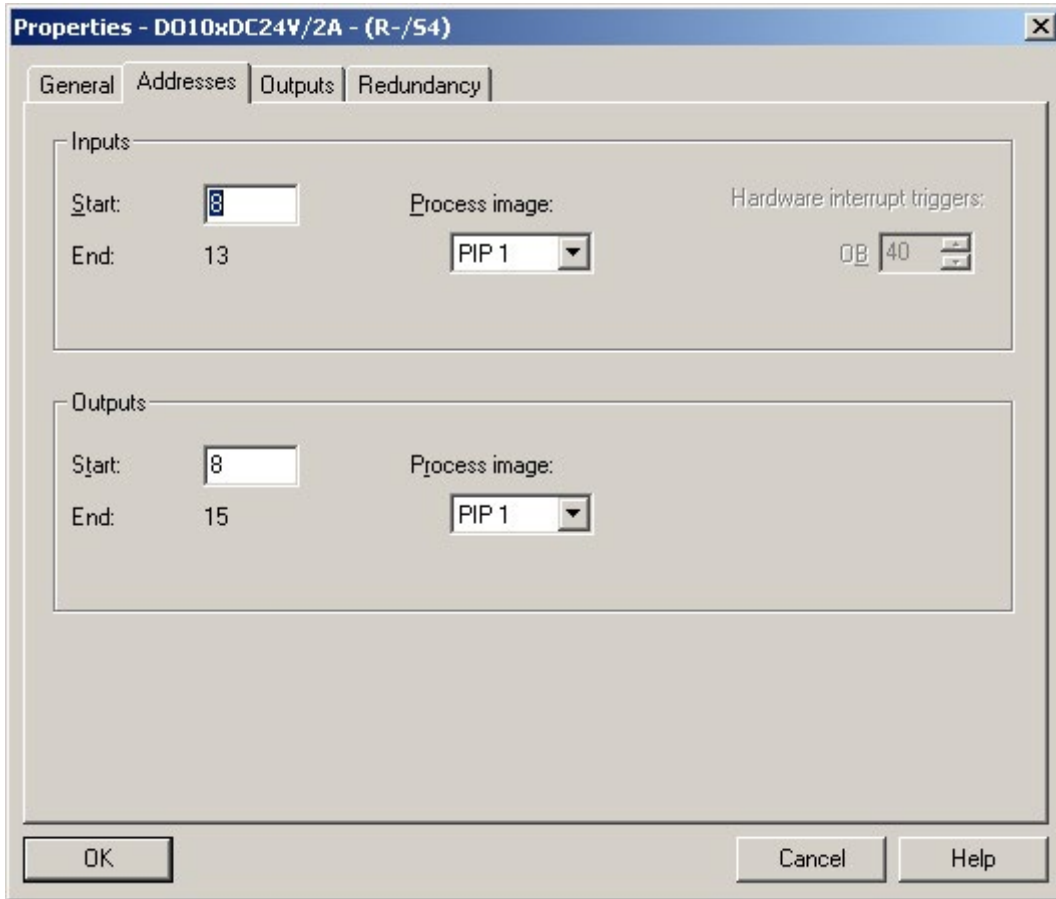 Properties - DO10xDC24V/2A - (R-/S4)
General Addresses Outputs Redundancy
Inputs
Start: 8 Process image: Hardware interrupt triggers:
End: 13 PIP 1 OB 40
Outputs
Start: 8 Process image:
End: 15 PIP 1
OK Cancel Help